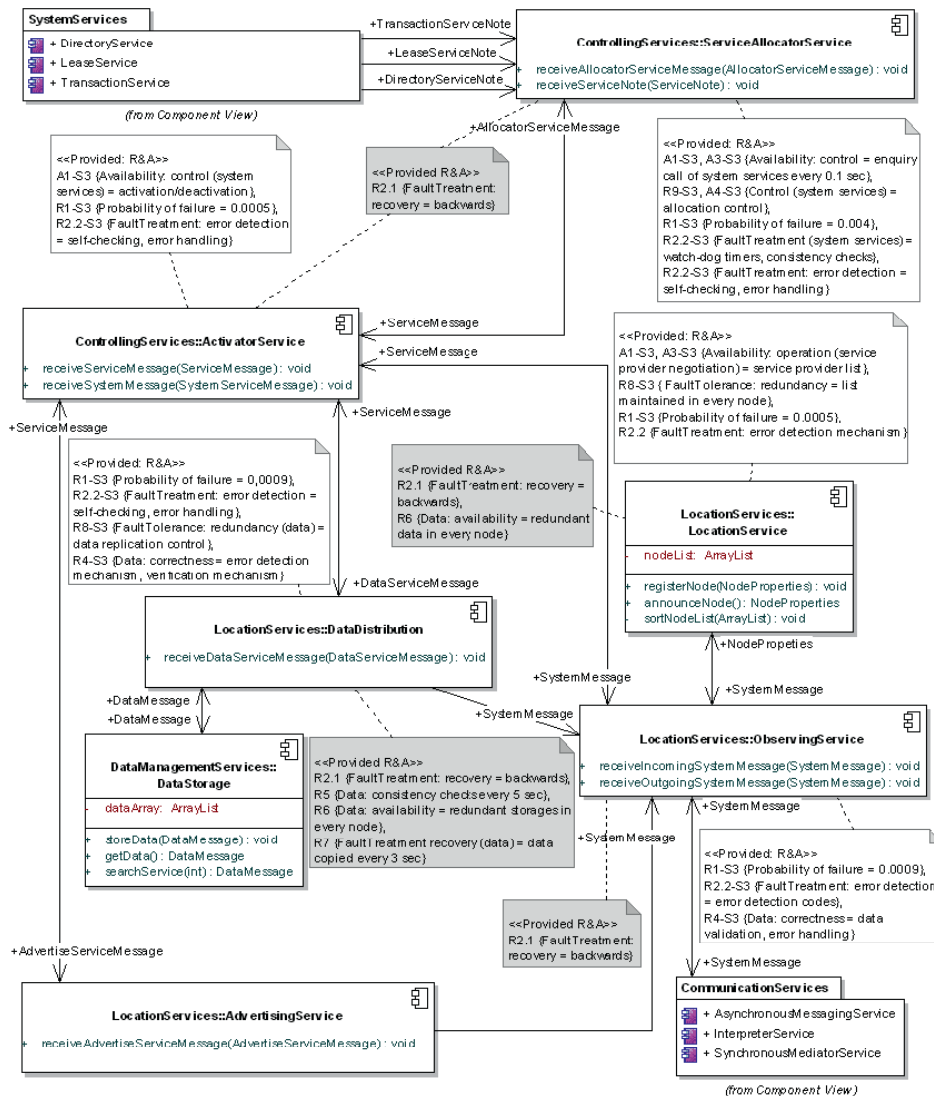 SystemServices
+ DirectoryService
+ LeaseService
+ TransactionService
(from Component View)
+TransactionServiceNote
+LeaseServiceNote
+DirectoryServiceNote
ControllingServices::ServiceAllocatorService
+ receiveAllocatorServiceMessage(AllocatorServiceMessage) : void
+ receiveServiceNote(ServiceNote) : void
+AllocatorServiceMessage
<<Provided: R&A>>
A1-S3 {Availability: control (system
services) = activation/deactivation},
R1-S3 {Probability of failure = 0.0005},
R2.2-S3 {FaultTreatment: error detection
= self-checking, error handling}
<<Provided R&A>>
R2.1 {FaultTreatment:
recovery = backwards}
<<Provided: R&A>>
A1-S3, A3-S3 {Availability: control = enquiry
call of system services every 0.1 sec},
R9-S3, A4-S3 {Control (system services) =
allocation control},
R1-S3 {Probability of failure = 0.004},
R2.2-S3 {FaultTreatment (system services) =
watch-dog timers, consistency checks},
R2.2-S3 {FaultTreatment: error detection =
self-checking, error handling }
ControllingServices::ActivatorService
+ receiveServiceMessage(ServiceMessage) : void
+ receiveSystemMessage(SystemServiceMessage) : void
+ServiceMessage
+ServiceMessage
+ServiceMessage
+ServiceMessage
<<Provided: R&A>>
A1-S3, A3-S3 {Availability: operation (service
provider negotiation) = service provider list},
R8-S3 { FaultTolerance: redundancy = list
maintained in every node},
R1-S3 {Probability of failure = 0.0005},
R2.2 {FaultTreatment: error detection mechanism}
<<Provided: R&A>>
R1-S3 {Probability of failure = 0,0009},
R2.2-S3 {FaultTreatment: error detection =
self-checking, error handling},
R8-S3 {FaultTolerance: redundancy (data) =
data replication control},
R4-S3 {Data: correctness = error detection
mechanism, verification mechanism}
<<Provided R&A>>
R2.1 {FaultTreatment: recovery =
backwards},
R6 {Data: availability = redundant
data in every node}
LocationServices::
LocationService
- nodeList: ArrayList
+ registerNode(NodeProperties) : void
+ announceNode() : NodeProperties
+ sortNodeList(ArrayList) : void
+NodePropeties
+SystemMessage
+DataServiceMessage
LocationServices::DataDistribution
+ receiveDataServiceMessage(DataServiceMessage) : void
+SystemMessage
+DataMessage
+DataMessage
+SystemMessage
LocationServices::ObservingService
+ receiveIncomingSystemMessage(SystemMessage) : void
+ receiveOutgoingSystemMessage(SystemMessage) : void
DataManagementServices::
DataStorage
- dataArray: ArrayList
+ storeData(DataMessage) : void
+ getData() : DataMessage
+ searchService(int) : DataMessage
<<Provided R&A>>
R2.1 {FaultTreatment: recovery = backwards},
R5 {Data: consistency checks every 5 sec},
R6 {Data: availability = redundant storages in
every node},
R7 {FaultTreatment recovery (data) = data
copied every 3 sec}
+SystemMessage
+SystemMessage
<<Provided: R&A>>
R1-S3 {Probability of failure = 0.0009},
R2.2-S3 {FaultTreatment: error detection
= error detection codes},
R4-S3 {Data: correctness = data
validation, error handling }
<<Provided R&A>>
R2.1 {FaultTreatment:
recovery = backwards}
+AdvertiseServiceMessage
+SystemMessage
LocationServices::AdvertisingService
+ receiveAdvertiseServiceMessage(AdvertiseServiceMessage) : void
CommunicationServices
+ AsynchronousMessagingService
+ InterpreterService
+ SynchronousMediatorService
(from Component View)